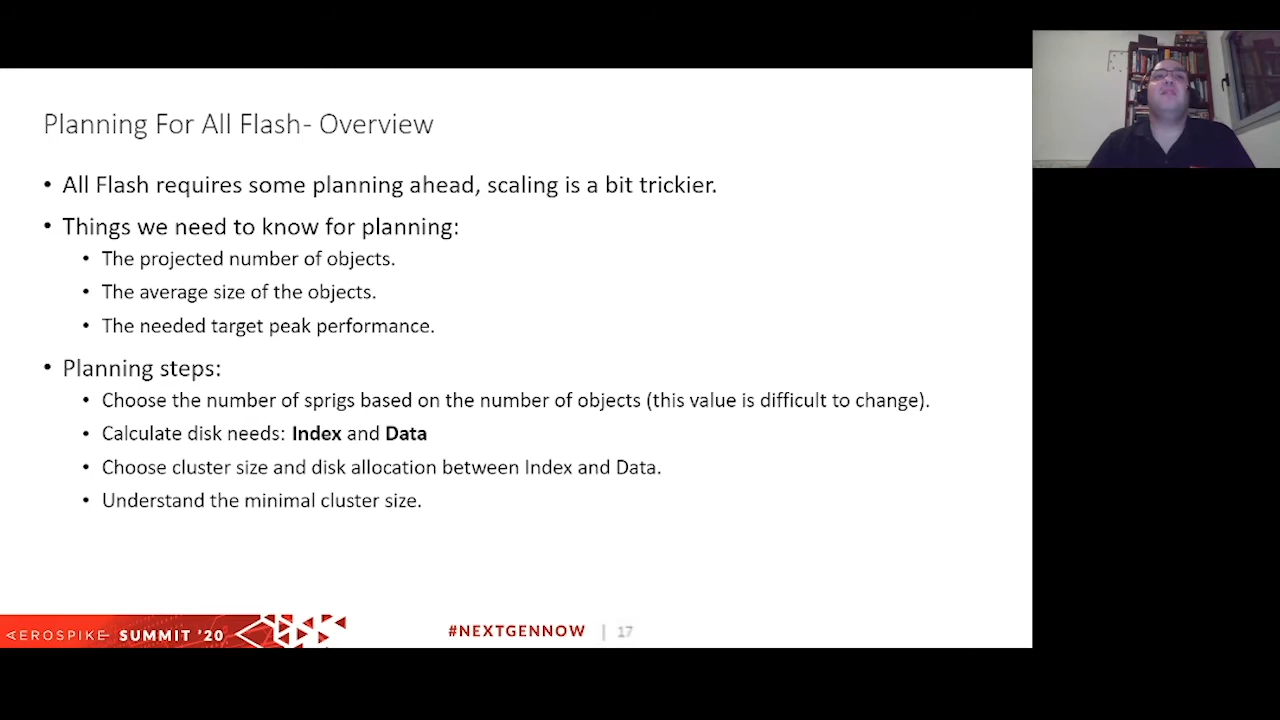 Planning For All Flash - Overview
• All Flash requires some planning ahead, scaling is a bit trickier.
• Things we need to know for planning:
• The projected number of objects.
• The average size of the objects.
• The needed target peak performance.
• Planning steps:
• Choose the number of sprigs based on the number of objects (this value is difficult to change).
• Calculate disk needs: Index and Data
• Choose cluster size and disk allocation between Index and Data.
• Understand the minimal cluster size.
AEROSPIKE SUMMIT '20
#NEXTGENNOW | 17